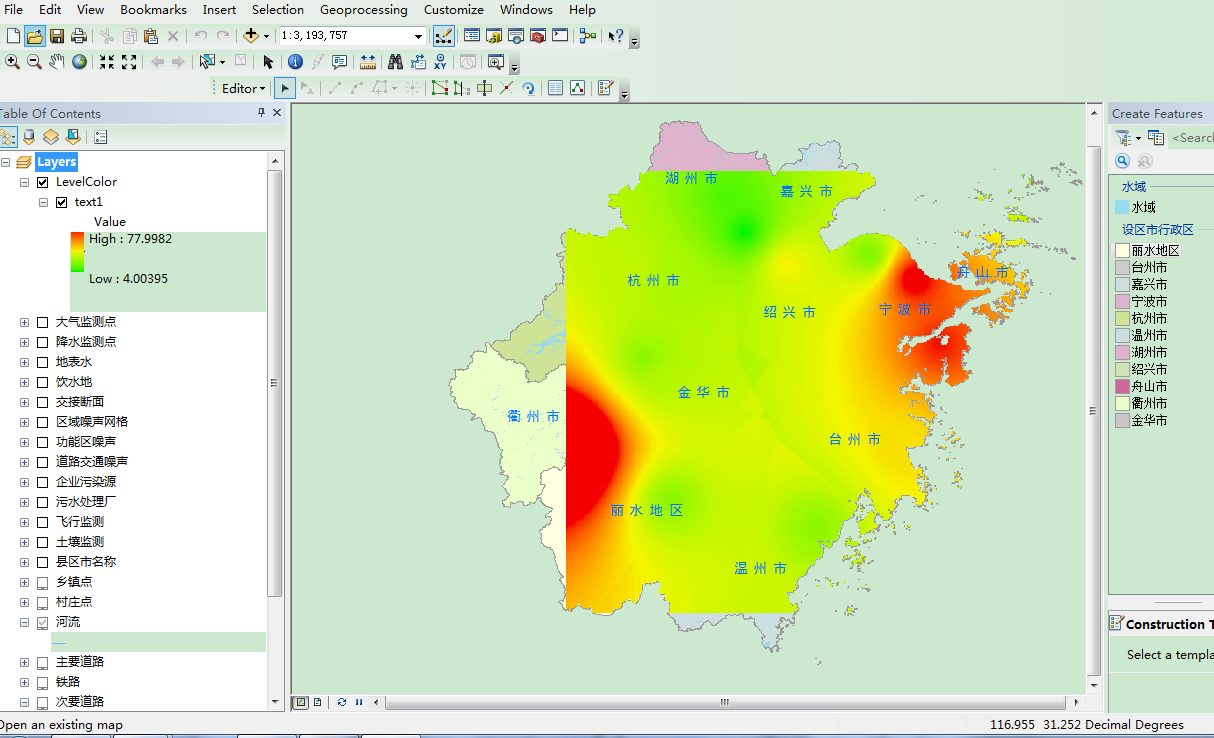 File Edit View Bookmarks Insert Selection Geoprocessing Customize Windows Help
1:3,193,757
Editor
Table Of Contents
Layers
LevelColor
text1
Value
High : 77.9982
Low : 4.00395
大气监测点
降水监测点
地表水
饮水地
交接断面
区域噪声网格
功能区噪声
道路交通噪声
企业污染源
污水处理厂
飞行监测
土壤监测
县区市名称
乡镇点
村庄点
河流
主要道路
铁路
次要道路
湖州市
嘉兴市
杭州市
绍兴市
宁波市
舟山市
金华市
衢州市
台州市
丽水地区
温州市
Create Features
<Search
水域
水域
设区市行政区
丽水地区
台州市
嘉兴市
宁波市
杭州市
温州市
湖州市
绍兴市
舟山市
衢州市
金华市
Construction T
Select a templa
Open an existing map
116.955 31.252 Decimal Degrees